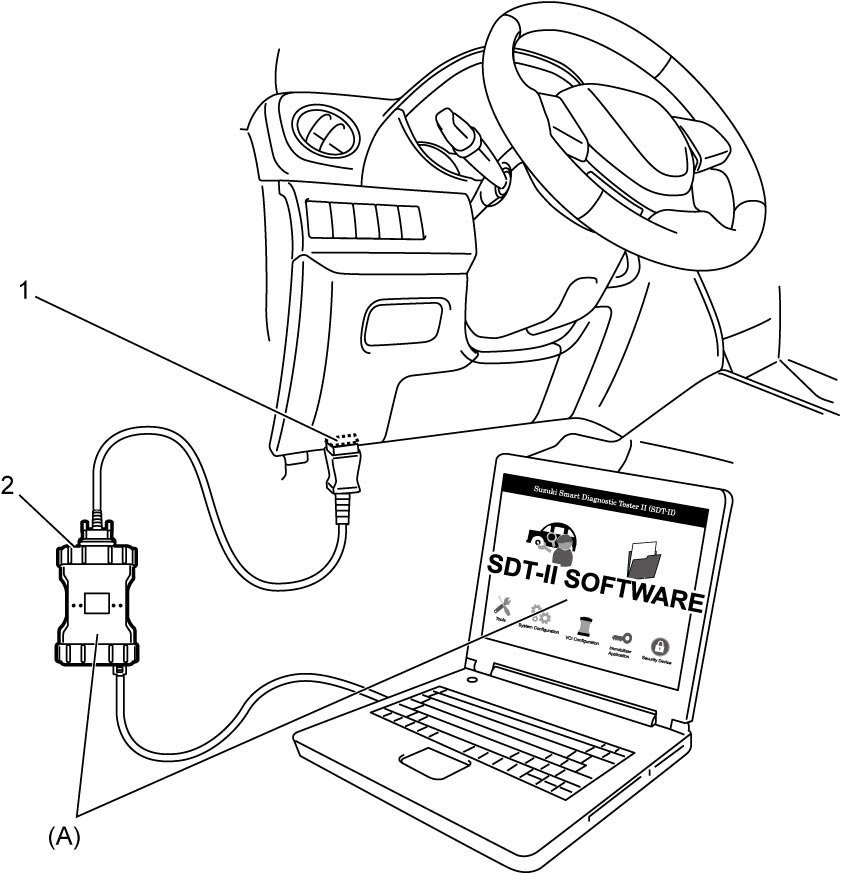 1
2
Suzuki Smart Diagnostic Tester II (SDT-II)
SDT-II SOFTWARE
Tools
System Configuration
VCI Configuration
Immobilizer
Application
Security Device
(A)